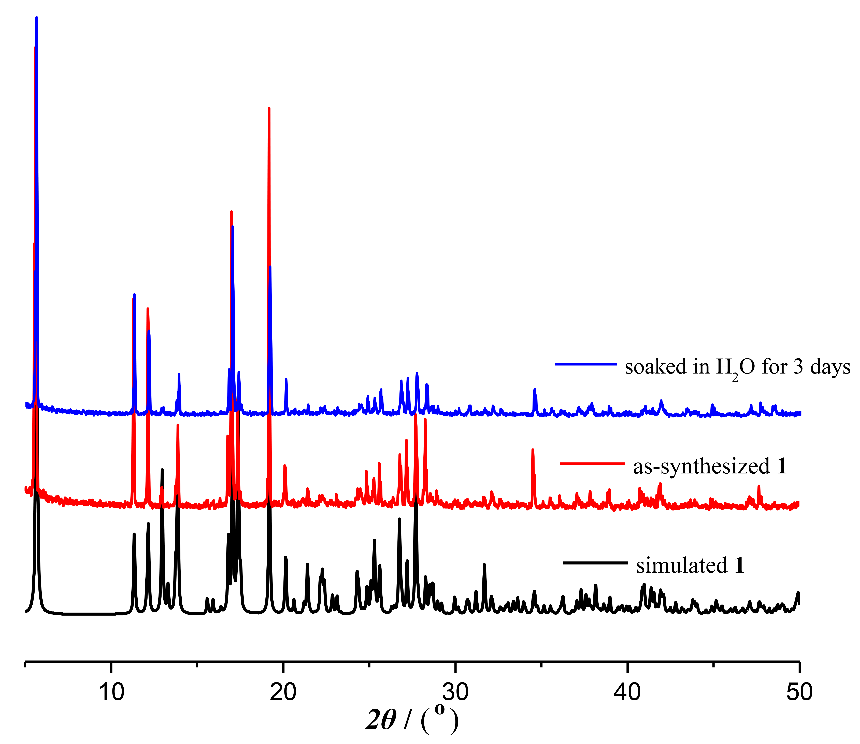 soaked in H₂O for 3 days
as-synthesized 1
simulated 1
10 20 30 40 50
2θ / (°)